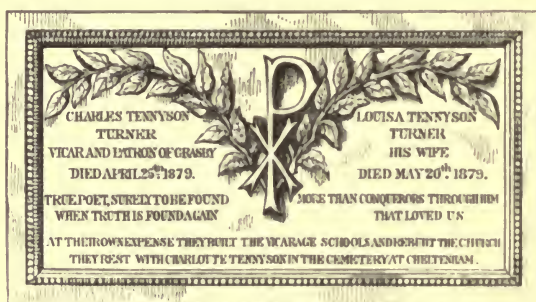 CHARLES TENNYSON
TURNER
VICAR AND PATRON OF GRASBY
DIED APRIL 25th 1879.
TRUE POET, SURELY TO BE FOUND
WHEN TRUTH IS FOUND AGAIN
LOUISA TENNYSON
TURNER
HIS WIFE
DIED MAY 20th 1879.
MORE THAN CONQUERORS THROUGH HIM
THAT LOVED US
AT THEIR OWN EXPENSE THEY BUILT THE VICARAGE SCHOOLS AND REBUILT THE CHURCH
THEY REST WITH CHARLOTTE TENNYSON IN THE CEMETERY AT CHELTENHAM.